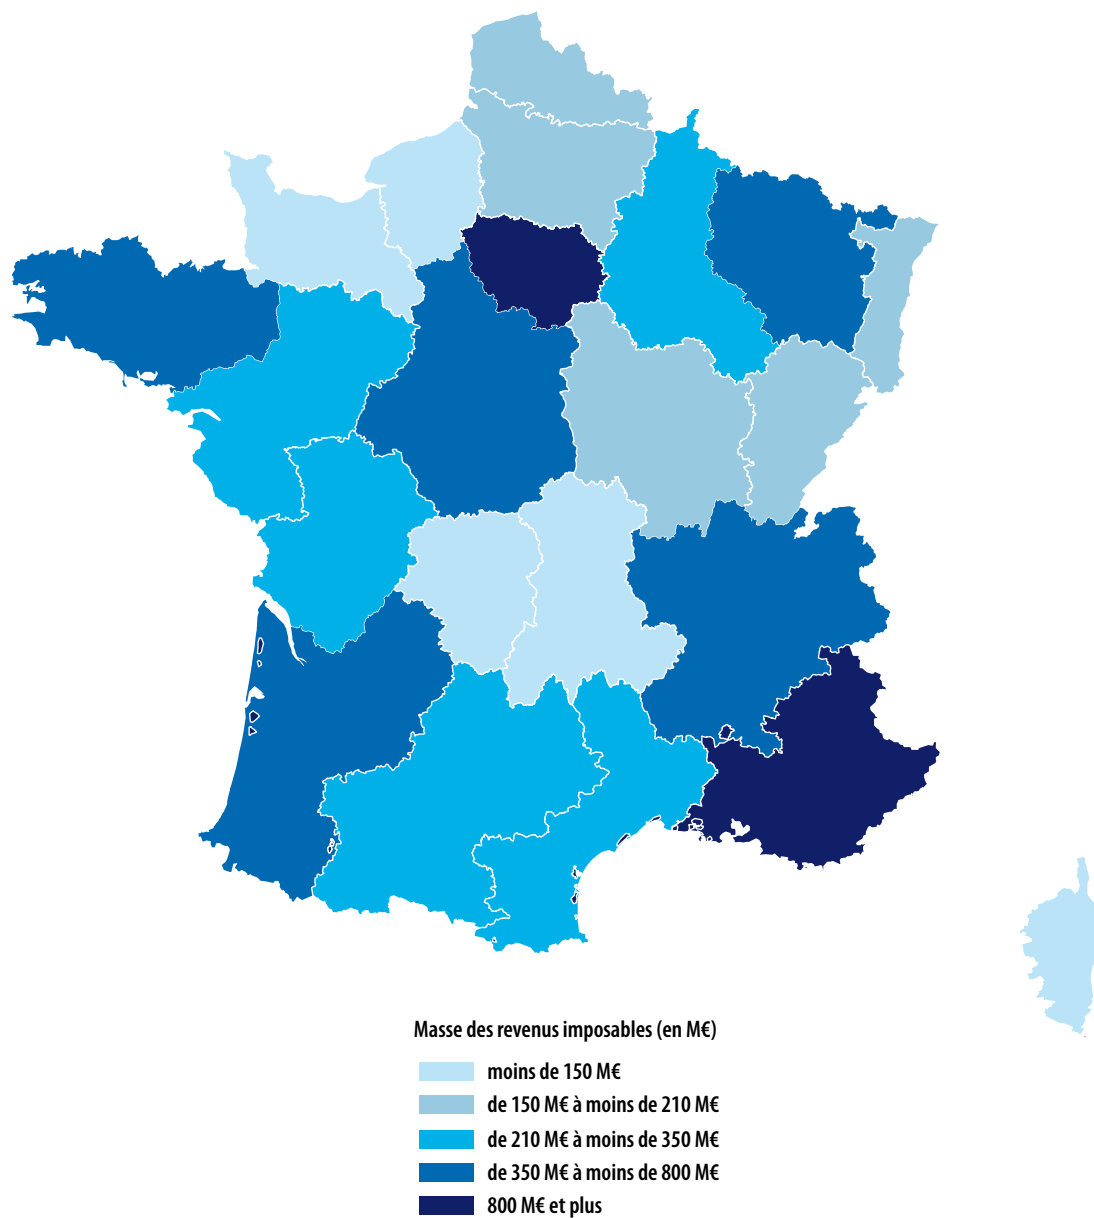 Masse des revenus imposables (en M€)
moins de 150 M€
de 150 M€ à moins de 210 M€
de 210 M€ à moins de 350 M€
de 350 M€ à moins de 800 M€
800 M€ et plus